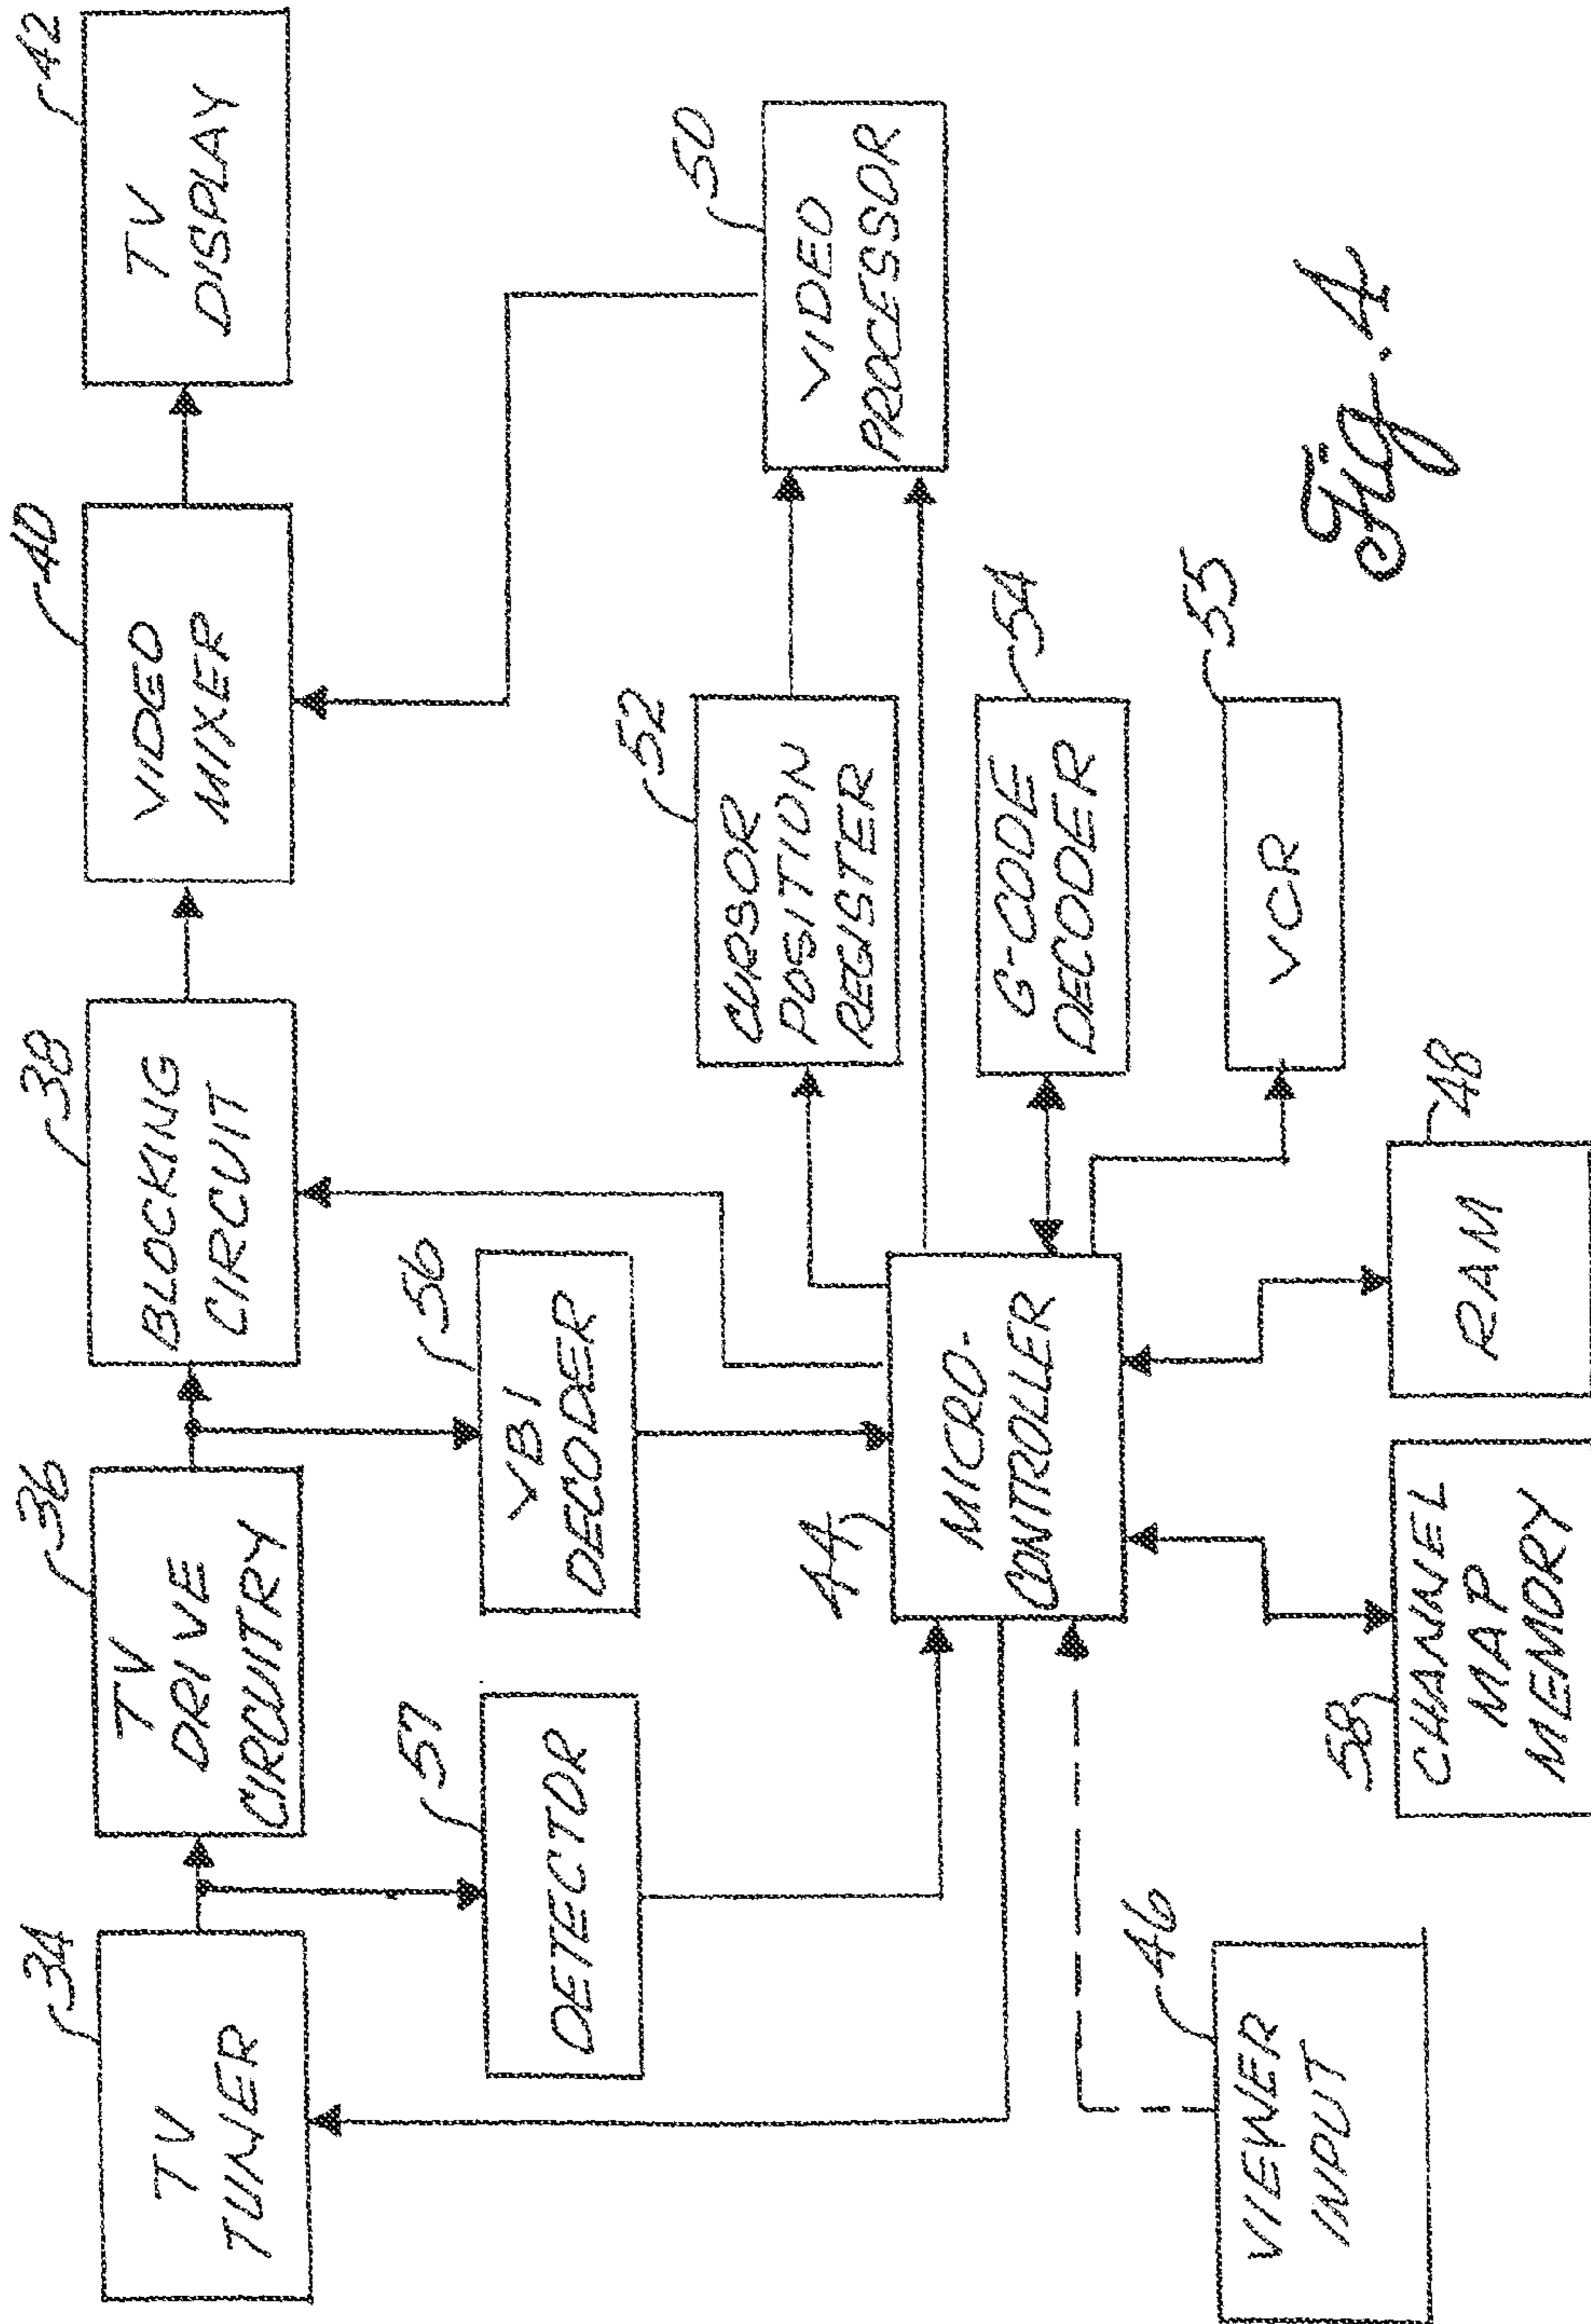 34
TV
TUNER
36
TV
DRIVE
CIRCUITRY
38
BLOCKING
CIRCUIT
40
VIDEO
MIXER
42
TV
DISPLAY
57
DETECTOR
56
VBI
DECODER
52
CURSOR
POSITION
REGISTER
50
VIDEO
PROCESSOR
44
MICRO-
CONTROLLER
54
G-CODE
DECODER
46
VIEWER
INPUT
55
VCR
58
CHANNEL
MAP
MEMORY
48
RAM
Fig. 4